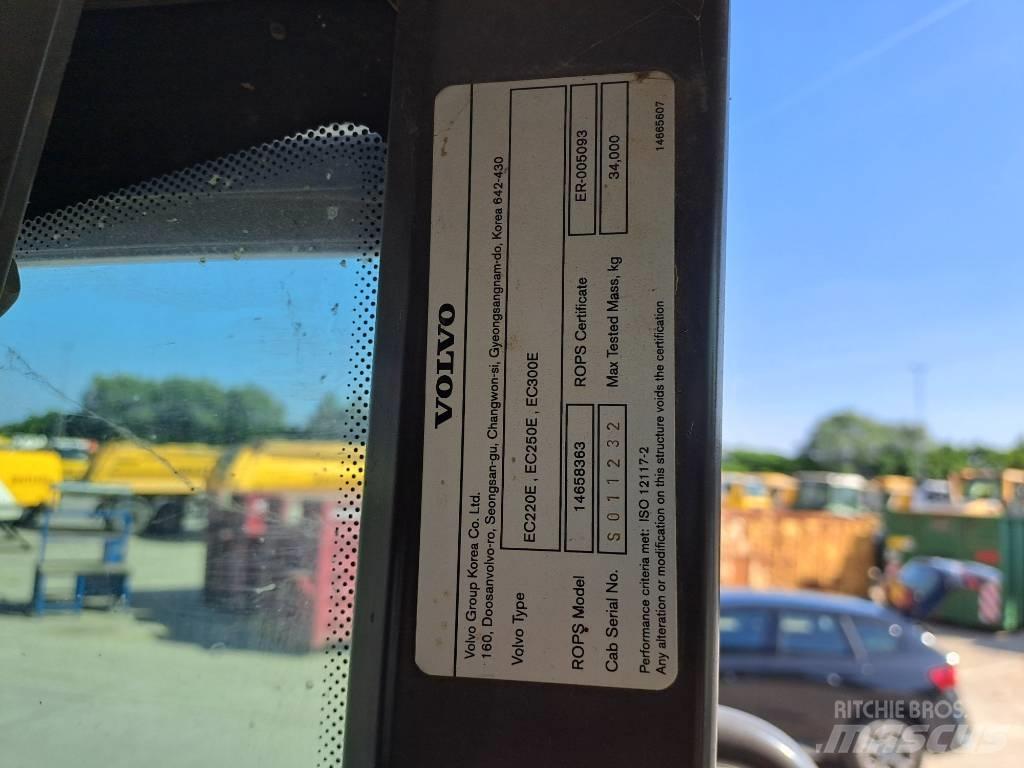 VOLVO
Volvo Group Korea Co. Ltd.
160, Doosanvolvo-ro, Seongsan-gu, Changwon-si, Gyeongsangnam-do, Korea 642-430
Volvo Type EC220E , EC250E , EC300E
ROPS Model 14658363 ROPS Certificate ER-005093
Cab Serial No. S011232 Max Tested Mass, kg 34,000
Performance criteria met: ISO 12117-2
Any alteration or modification on this structure voids the certification 14665607
RITCHIE BROS.
mascus